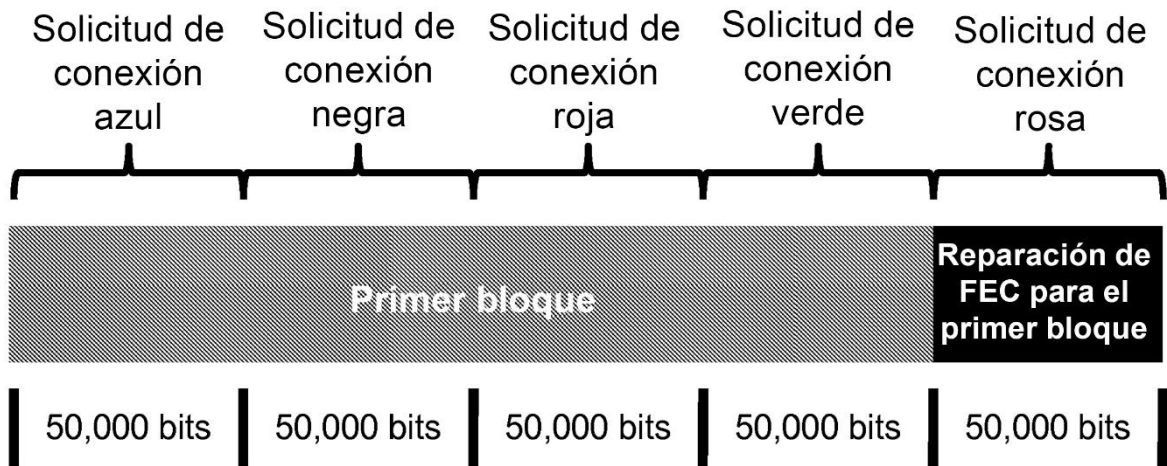 Solicitud de
conexión
azul
Solicitud de
conexión
negra
Solicitud de
conexión
roja
Solicitud de
conexión
verde
Solicitud de
conexión
rosa
Primer bloque
Reparación de
FEC para el
primer bloque
50,000 bits
50,000 bits
50,000 bits
50,000 bits
50,000 bits